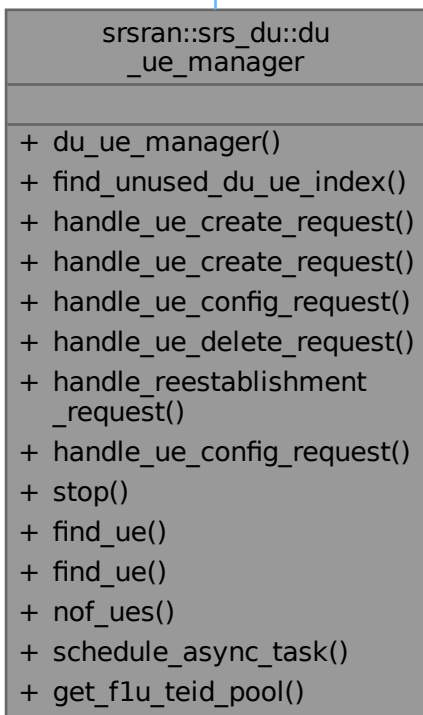 srsran::srs_du::du
_ue_manager
+ du_ue_manager()
+ find_unused_du_ue_index()
+ handle_ue_create_request()
+ handle_ue_create_request()
+ handle_ue_config_request()
+ handle_ue_delete_request()
+ handle_reestablishment
_request()
+ handle_ue_config_request()
+ stop()
+ find_ue()
+ find_ue()
+ nof_ues()
+ schedule_async_task()
+ get_f1u_teid_pool()